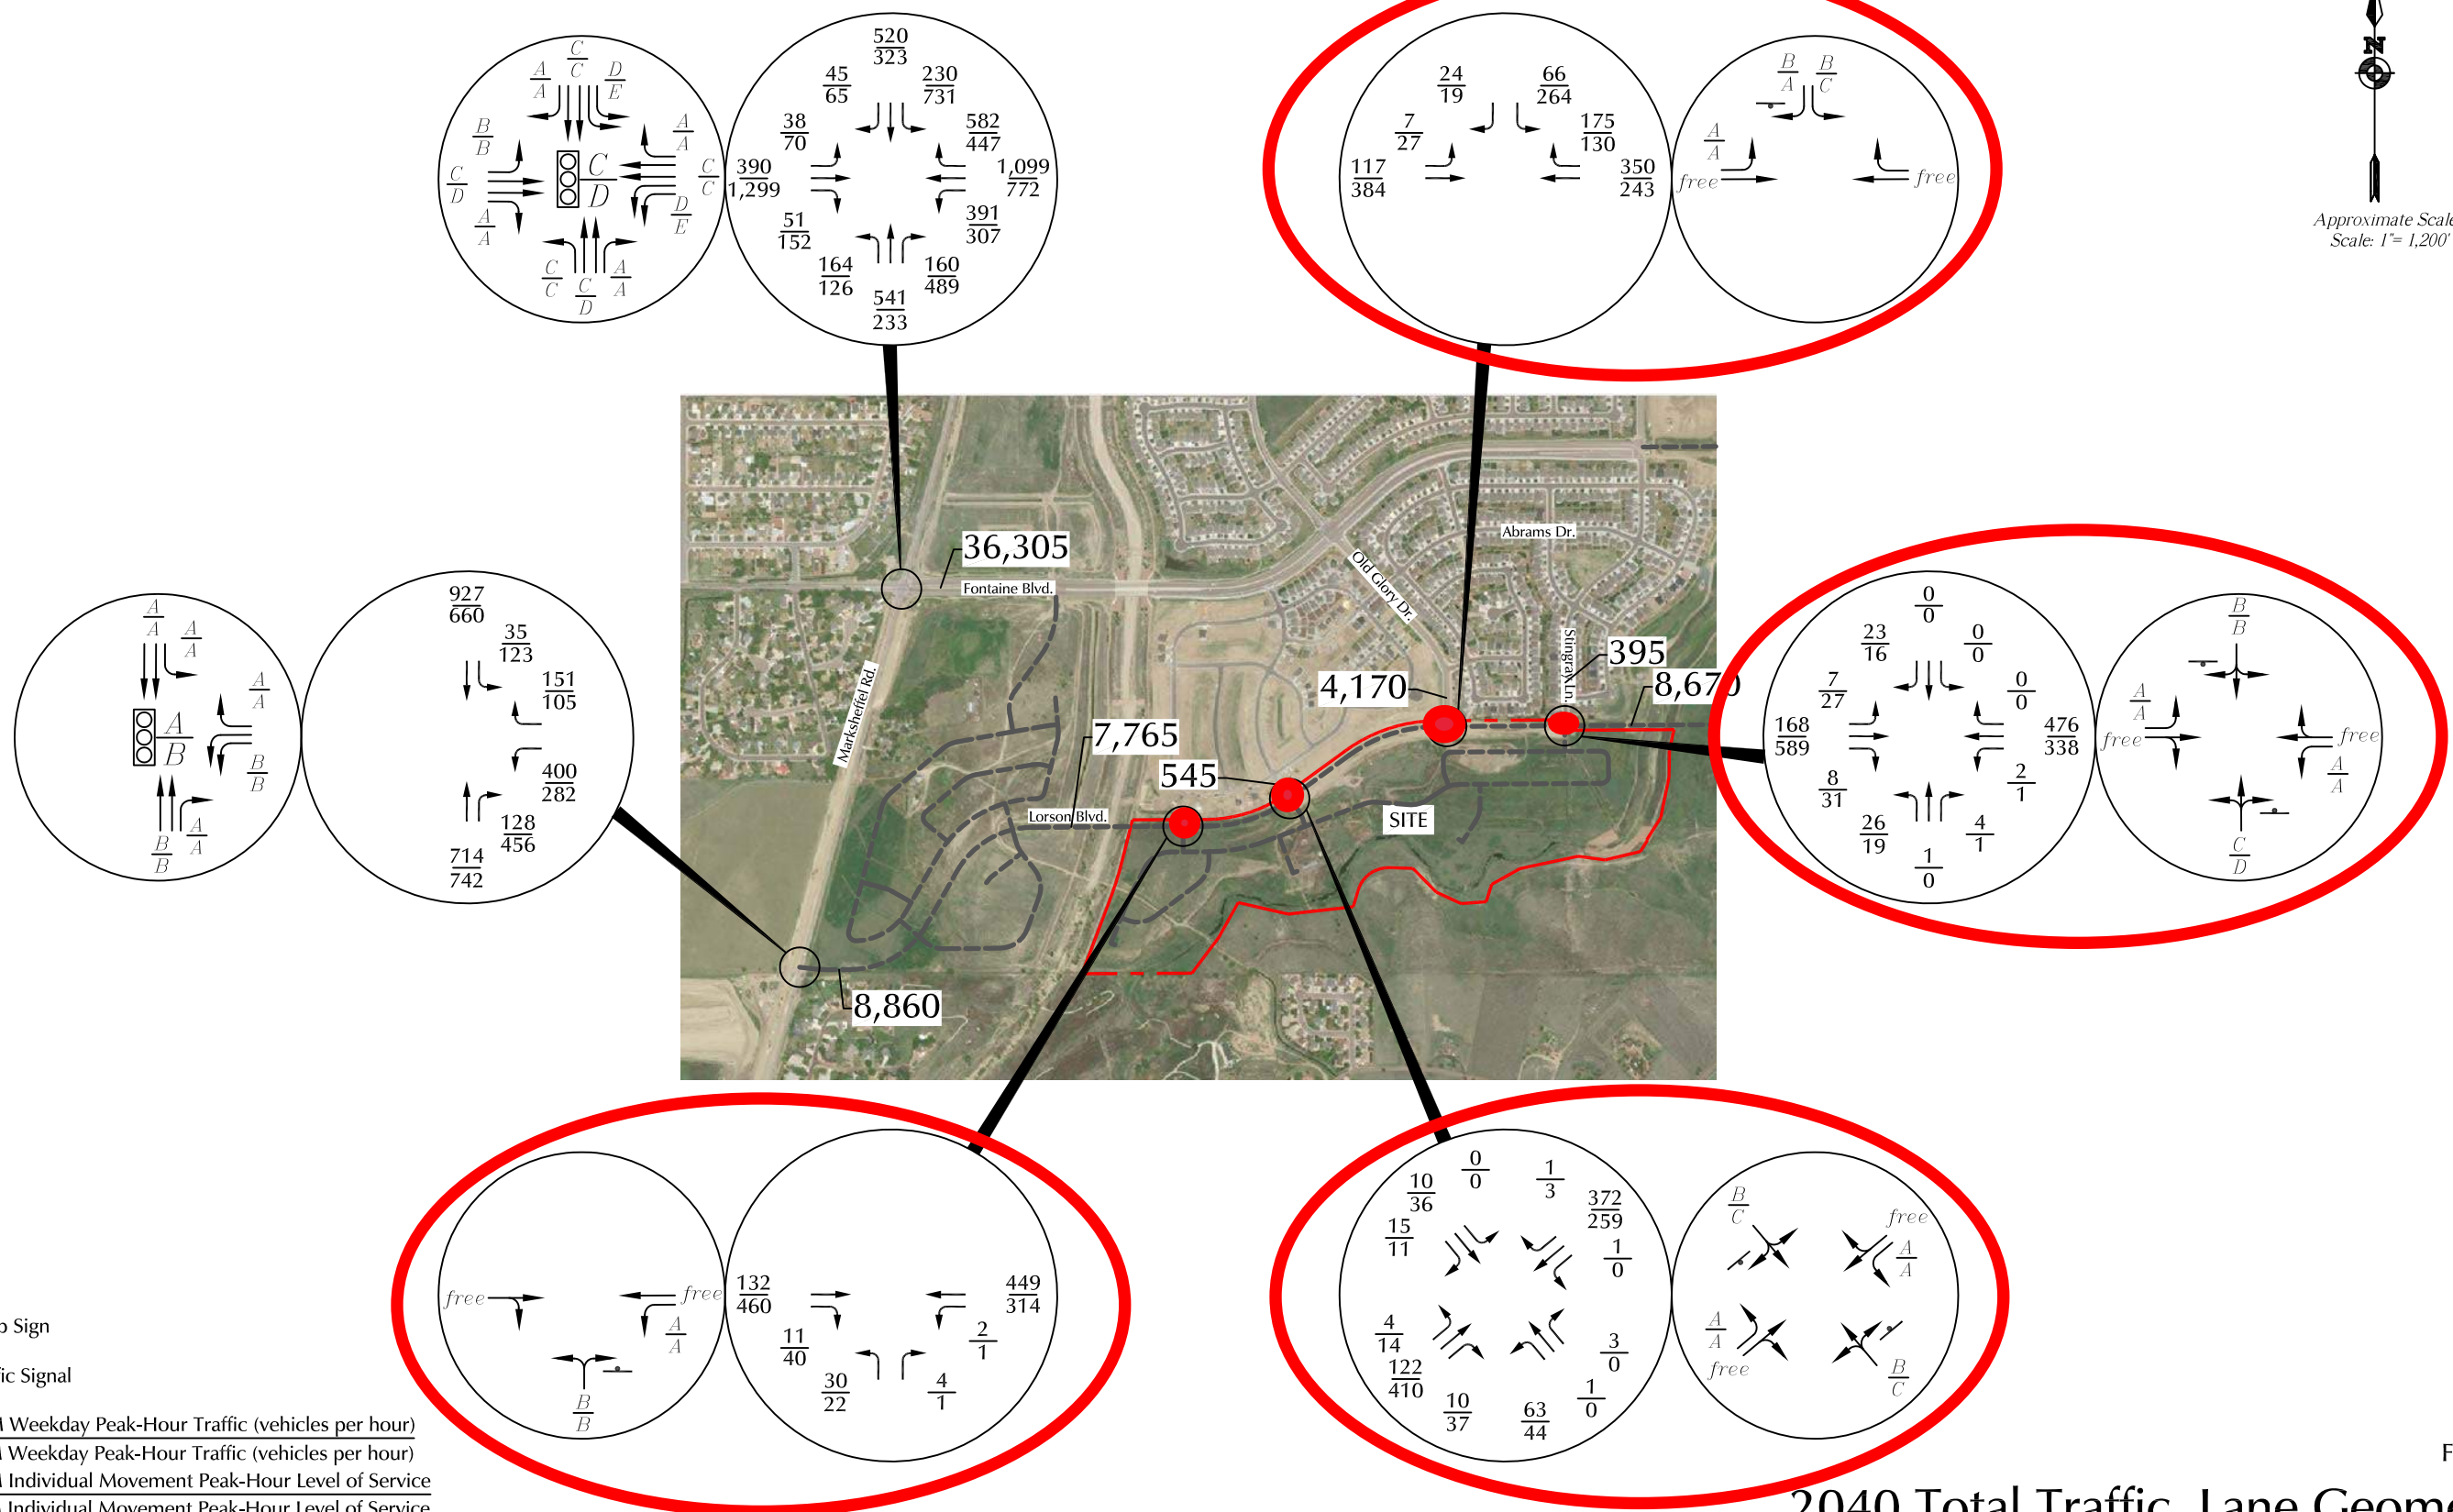 520
323
45
65
230
731
38
70
582
447
390
1,299
1,099
772
51
152
391
307
164
126
160
489
541
233
A
A
C
C
D
E
B
B
A
A
C
D
C
D
C
C
A
A
D
E
C
C
C
D
A
A
24
19
66
264
7
27
175
130
117
384
350
243
B
A
B
C
A
A
free
free
N
Approximate Scale
Scale: 1"= 1,200'
36,305
Fontaine Blvd.
Abrams Dr.
Old Glory Dr.
Stingray Ln.
395
8,670
4,170
Marksheffel Rd.
7,765
545
Lorson Blvd.
SITE
8,860
A
A
A
A
A
B
A
A
B
B
B
B
A
A
927
660
35
123
151
105
400
282
128
456
714
742
0
0
23
16
0
0
7
27
0
0
168
589
476
338
8
31
2
1
26
19
4
1
1
0
B
B
A
A
free
free
A
A
C
D
free
free
A
A
B
B
132
460
449
314
11
40
2
1
30
22
4
1
0
0
1
3
10
36
372
259
15
11
1
0
4
14
122
410
3
0
10
37
1
0
63
44
B
C
free
A
A
A
A
free
B
C
Sign
Signal
Weekday Peak-Hour Traffic (vehicles per hour)
Weekday Peak-Hour Traffic (vehicles per hour)
Individual Movement Peak-Hour Level of Service
Individual Movement Peak-Hour Level of Service
F
2040 Total Traffic, Lane Geom